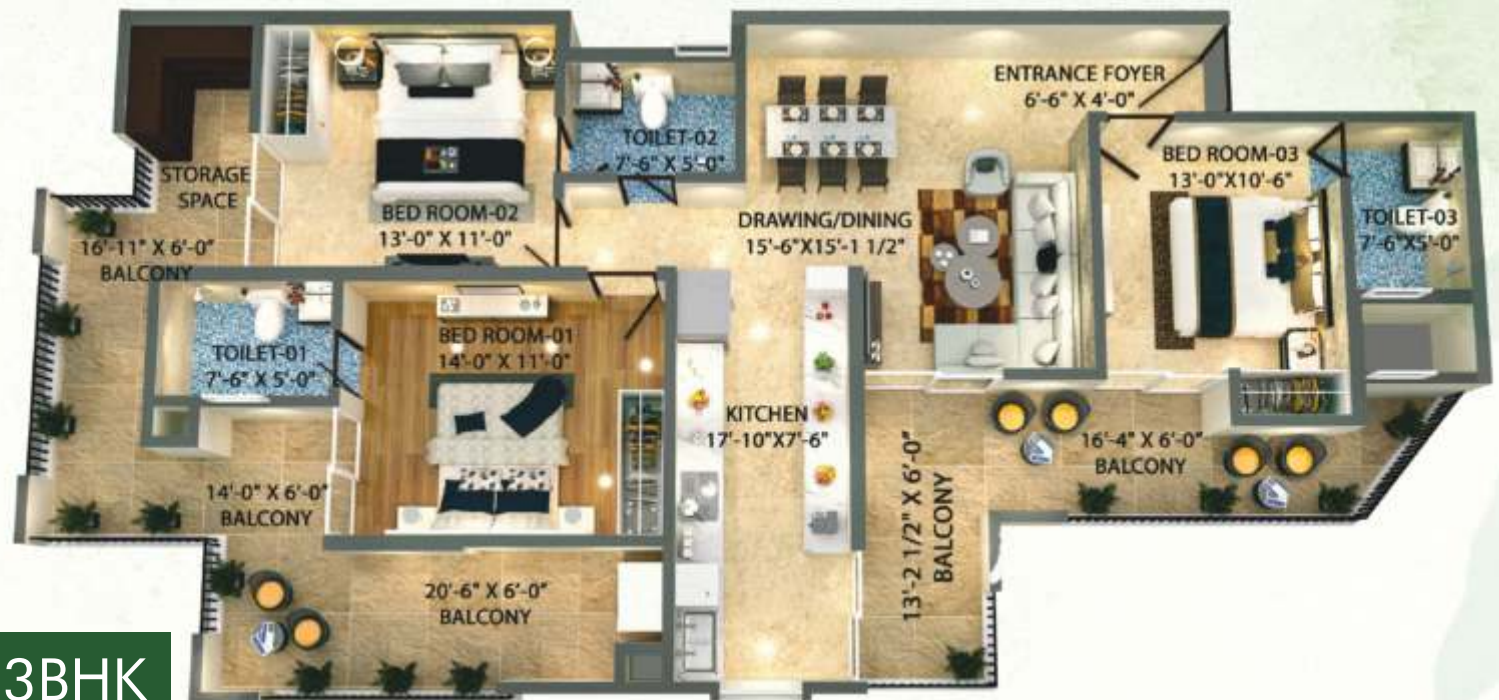 ENTRANCE FOYER
6'-6" X 4'-0"
TOILET-02
7'-6" X 5'-0"
BED ROOM-03
13'-0"X10'-6"
STORAGE
SPACE
BED ROOM-02
13'-0" X 11'-0"
DRAWING/DINING
15'-6"X15'-1 1/2"
TOILET-03
7'-6"X5'-0"
16'-11" X 6'-0"
BALCONY
BED ROOM-01
14'-0" X 11'-0"
TOILET-01
7'-6" X 5'-0"
KITCHEN
17'-10"X7'-6"
16'-4" X 6'-0"
BALCONY
14'-0" X 6'-0"
BALCONY
13'-2 1/2" X 6'-0"
BALCONY
20'-6" X 6'-0"
BALCONY
3BHK